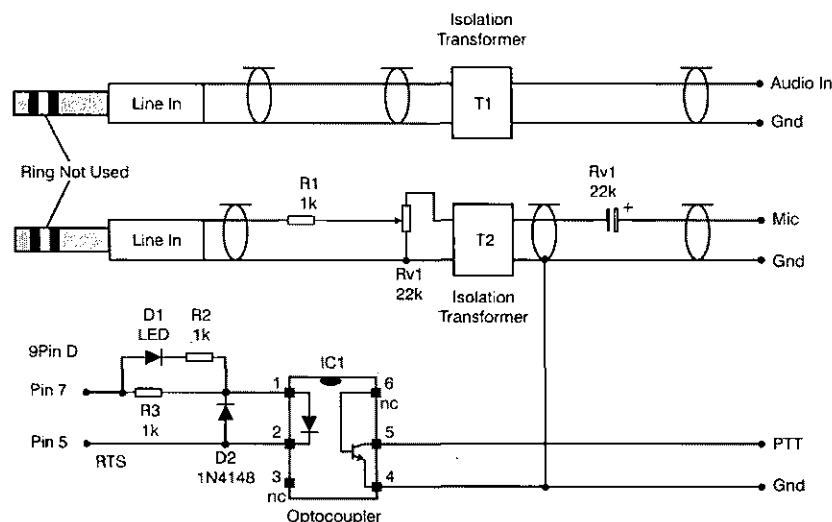 Isolation
Transformer
Line In
T1
Audio In
Gnd
Ring Not Used
R1
1k
Rv1
22k
+
Line In
T2
Mic
Rv1
22k
Gnd
Isolation
Transformer
D1
LED
R2
1k
9Pin D
IC1
Pin 7
1
6
nc
R3
1k
Pin 5
2
5
PTT
RTS
D2
1N4148
3
nc
4
Gnd
Optocoupler